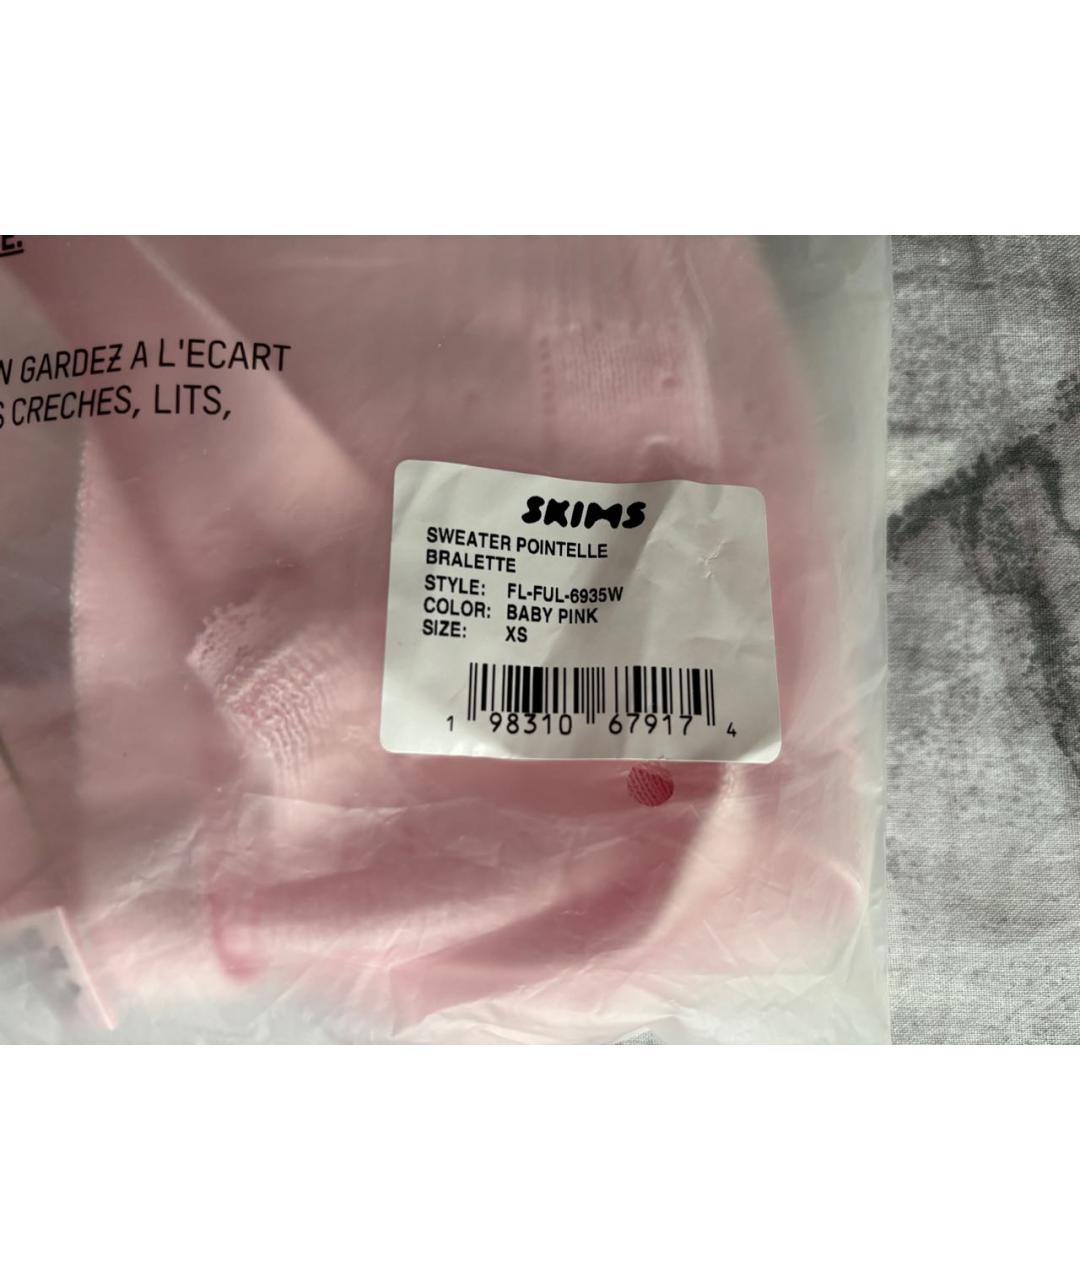 E.
N GARDEZ A L'ECART
S CRECHES, LITS,
SKIMS
SWEATER POINTELLE
BRALETTE
STYLE: FL-FUL-6935W
COLOR: BABY PINK
SIZE: XS
1 98310 67917 4